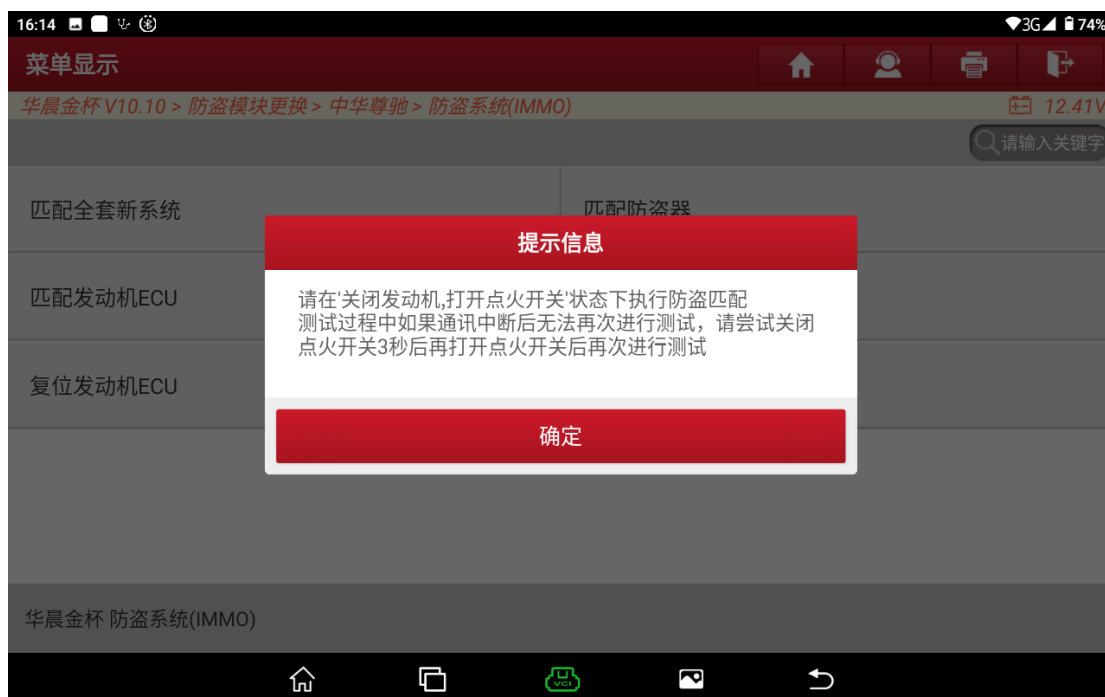 16:14
3G 74%
菜单显示
华晨金杯 V10.10 > 防盗模块更换 > 中华尊驰 > 防盗系统(IMMO)
12.41V
请输入关键字
匹配全套新系统
匹配防盗器
提示信息
匹配发动机ECU
请在'关闭发动机,打开点火开关'状态下执行防盗匹配
测试过程中如果通讯中断后无法再次进行测试，请尝试关闭
点火开关3秒后再打开点火开关后再次进行测试
复位发动机ECU
确定
华晨金杯 防盗系统(IMMO)
VCI